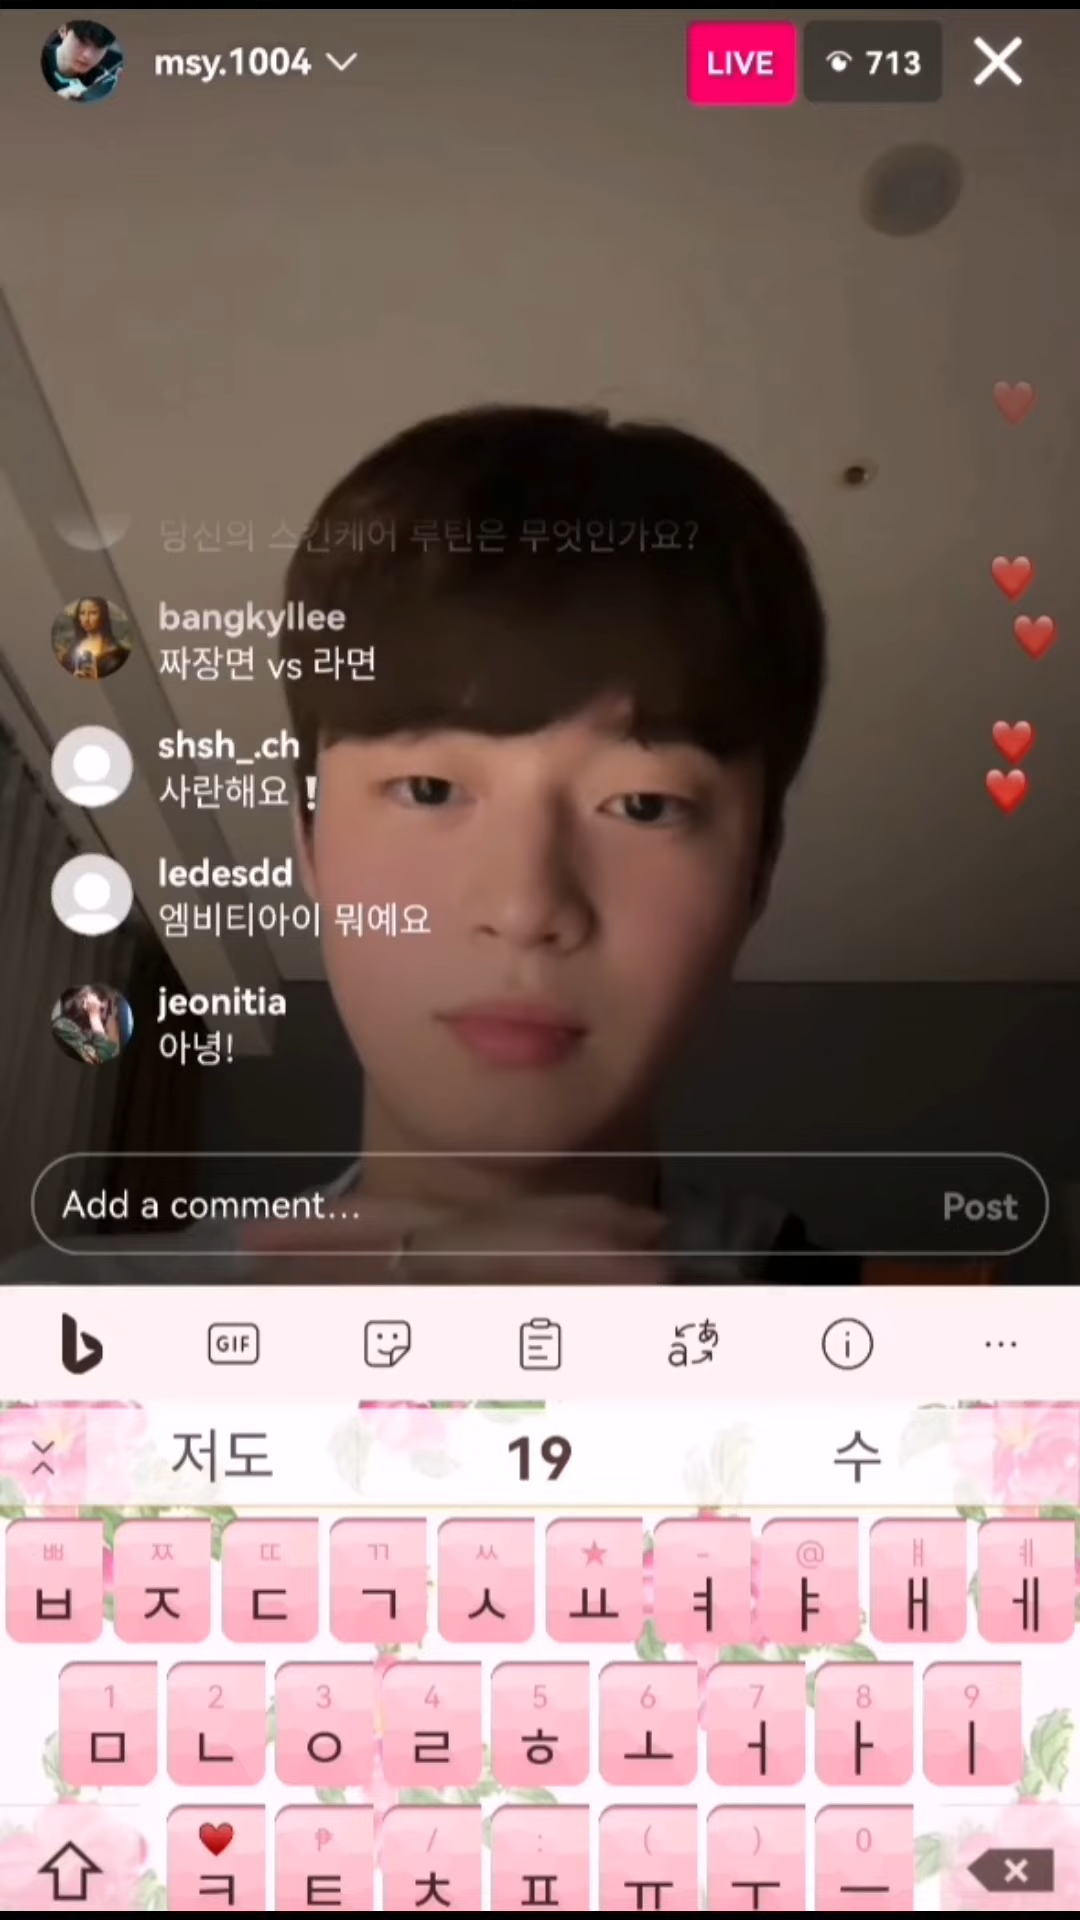 msy.1004
LIVE
713
당신의 스킨케어 루틴은 무엇인가요?
bangkyllee
짜장면 vs 라면
shsh_.ch
사란해요❗
ledesdd
엠비티아이 뭐예요
jeonitia
아녕!
Add a comment...
Post
GIF
a あ
저도 19 수
ㅃ ㅉ ㄸ ㄲ ㅆ ★ - @ ㅒ ㅖ
ㅂ ㅈ ㄷ ㄱ ㅅ ㅛ ㅕ ㅑ ㅐ ㅔ
1 2 3 4 5 6 7 8 9
ㅁ ㄴ ㅇ ㄹ ㅎ ㅗ ㅓ ㅏ ㅣ
♥ ₱ / : ( ) 0
ㅋ ㅌ ㅊ ㅍ ㅠ ㅜ ㅡ